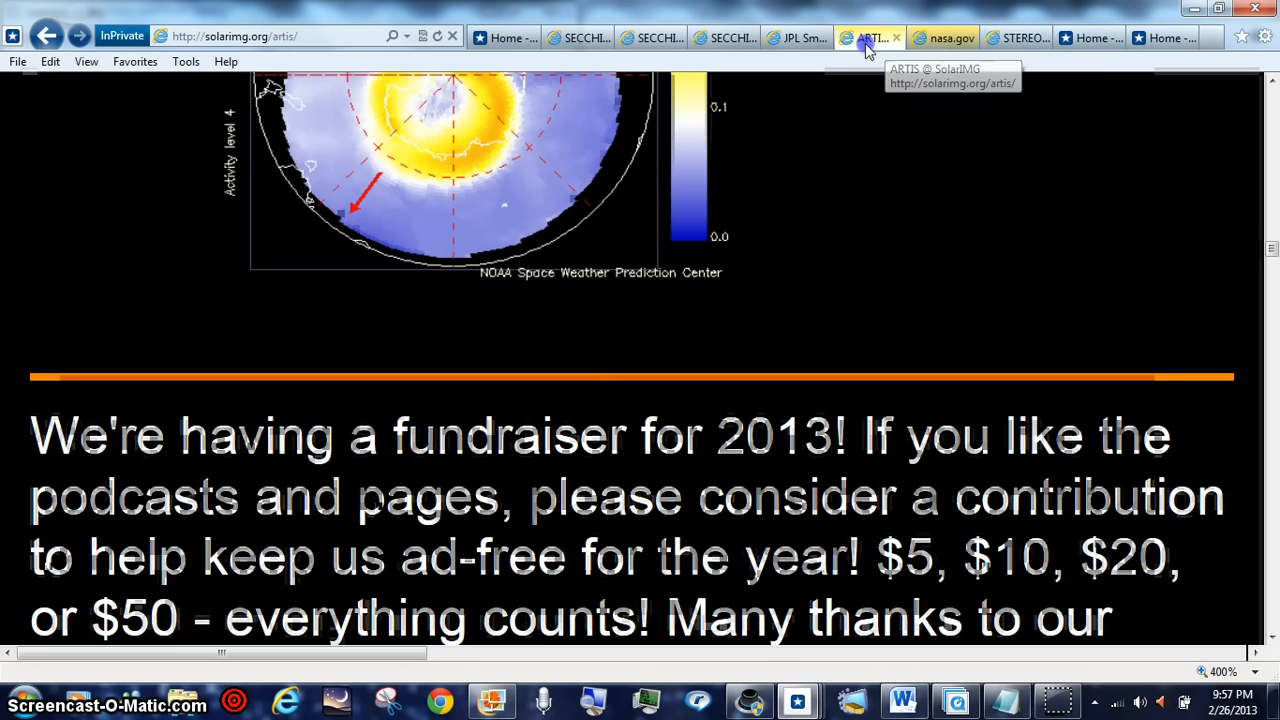 InPrivate
http://solarimg.org/artis/
Home -...
SECCHI...
SECCHI...
SECCHI...
JPL Sm...
ARTI...
nasa.gov
STEREO...
Home -...
Home -...
File Edit View Favorites Tools Help
ARTIS @ SolarIMG
http://solarimg.org/artis/
Activity level 4
0.1
0.0
NOAA Space Weather Prediction Center
We're having a fundraiser for 2013! If you like the
podcasts and pages, please consider a contribution
to help keep us ad-free for the year! $5, $10, $20,
or $50 - everything counts! Many thanks to our
400%
9:57 PM
2/26/2013
Screencast-O-Matic.com